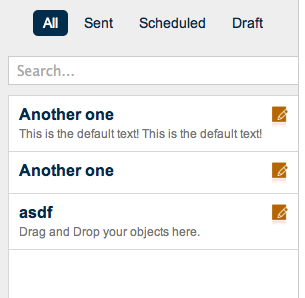 All Sent Scheduled Draft
Search...
Another one
This is the default text! This is the default text!
Another one
asdf
Drag and Drop your objects here.